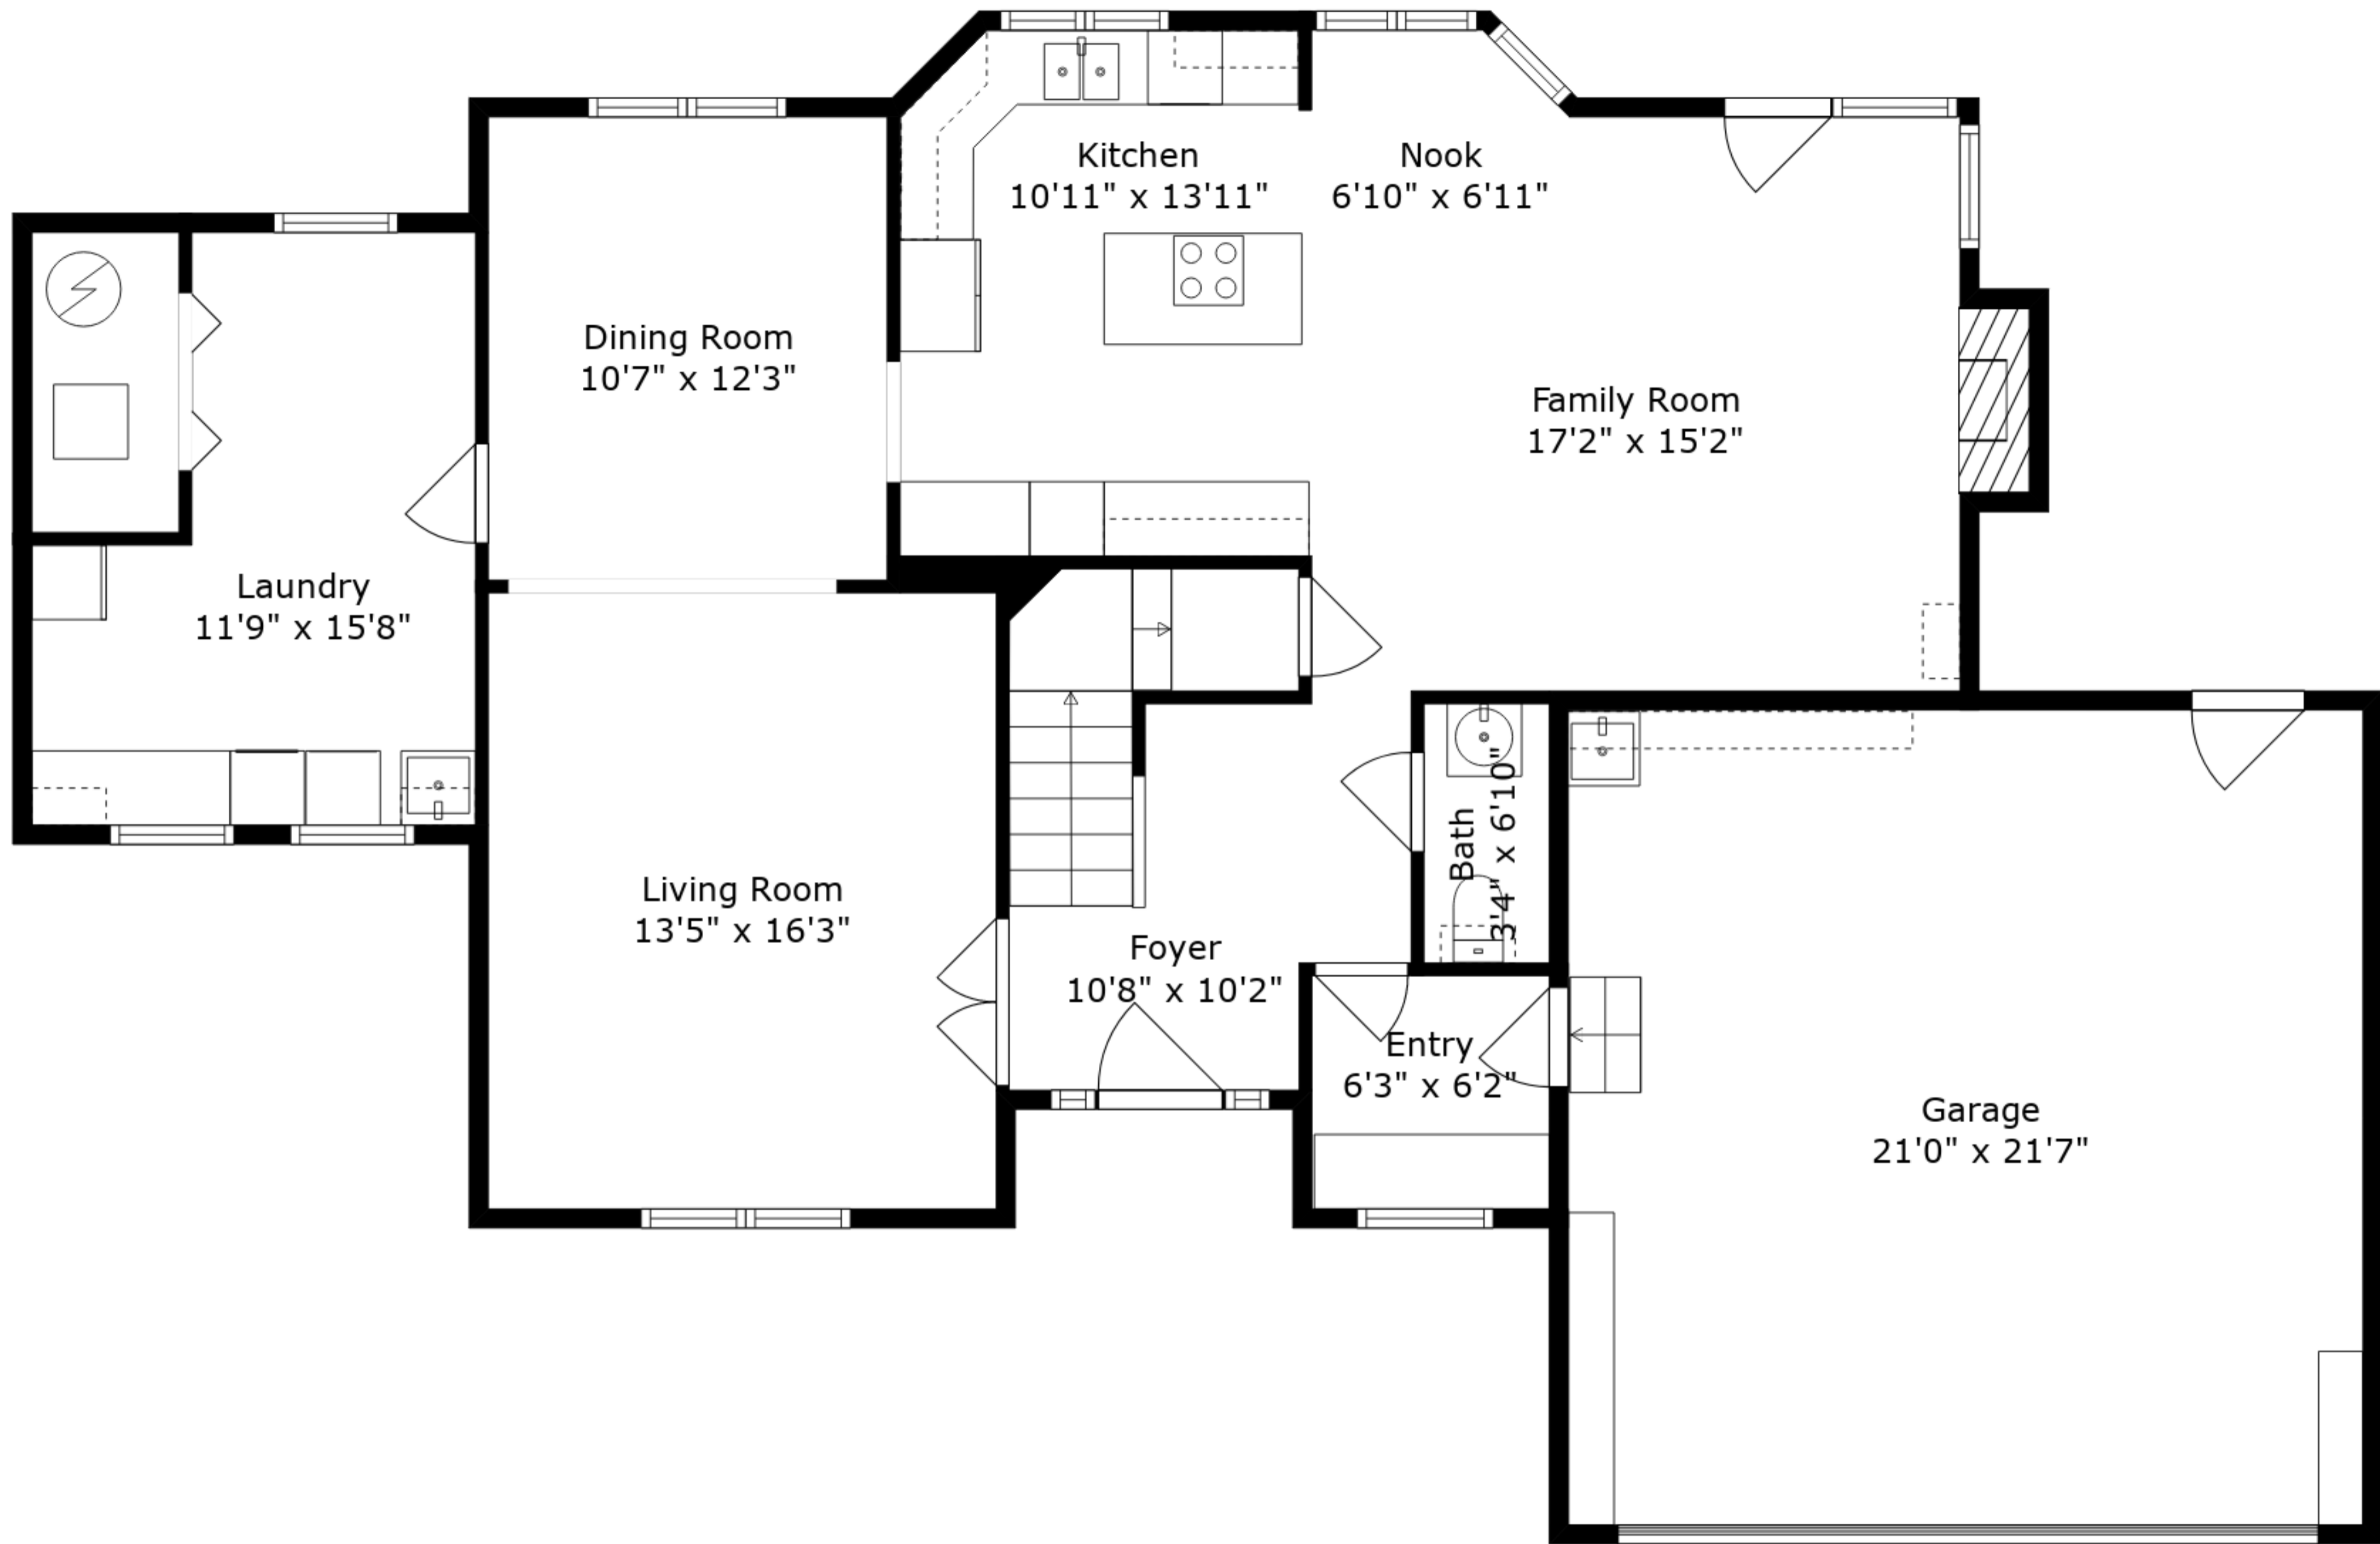 Kitchen
10'11" x 13'11"
Nook
6'10" x 6'11"
Dining Room
10'7" x 12'3"
Family Room
17'2" x 15'2"
Laundry
11'9" x 15'8"
Living Room
13'5" x 16'3"
Bath
3'4" x 6'10"
Foyer
10'8" x 10'2"
Entry
6'3" x 6'2"
Garage
21'0" x 21'7"